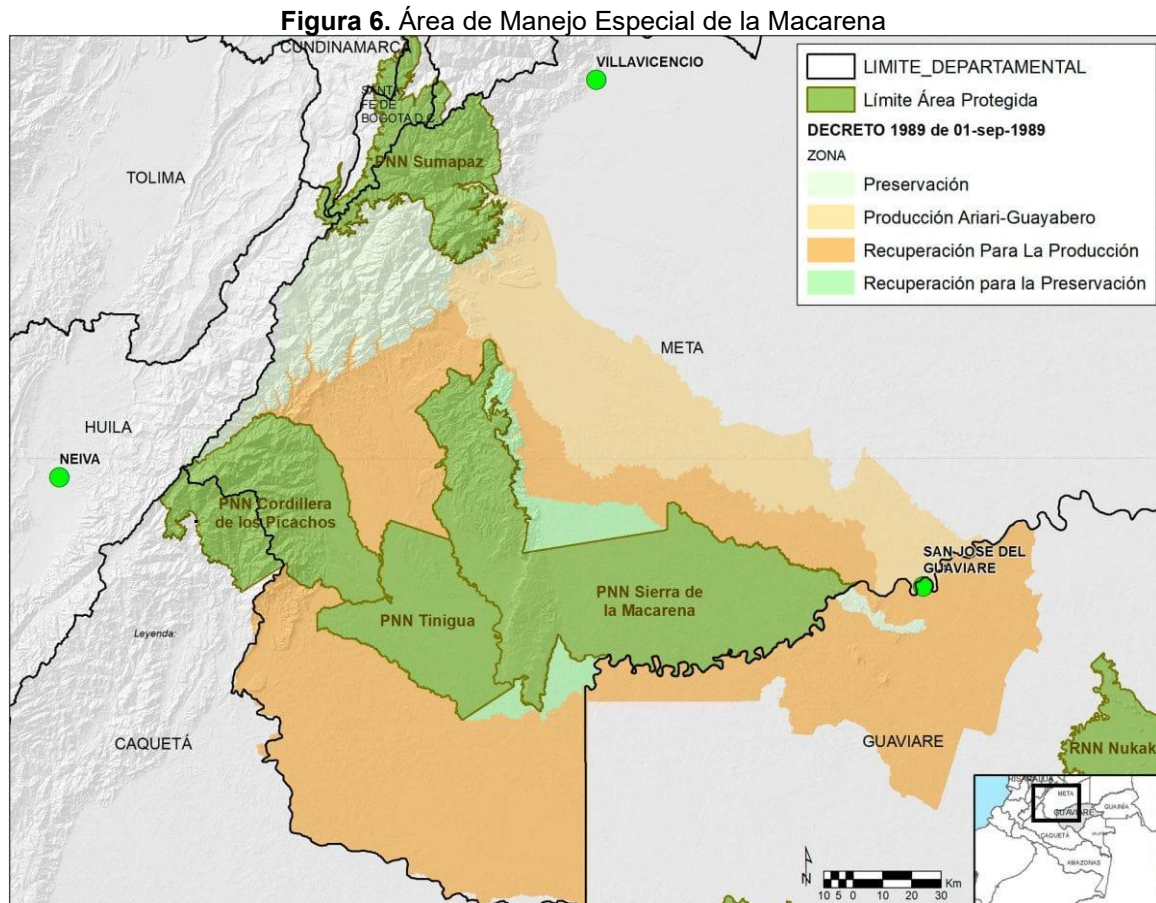 Figura 6. Área de Manejo Especial de la Macarena
CUNDINAMARCA
VILLAVICENCIO
SANTA
FE DE
BOGOTA D.C.
PNN Sumapaz
TOLIMA
LIMITE_DEPARTAMENTAL
Límite Área Protegida
DECRETO 1989 de 01-sep-1989
ZONA
Preservación
Producción Ariari-Guayabero
Recuperación Para La Producción
Recuperación para la Preservación
META
HUILA
NEIVA
PNN Cordillera
de los Picachos
SAN JOSE DEL
GUAVIARE
PNN Sierra de
la Macarena
PNN Tinigua
Leyenda:
CAQUETÁ
GUAVIARE
RNN Nukak
RISARALDA
META
GUAINÍA
GUAVIARE
CAQUETÁ
AMAZONAS
N
10 5 0 10 20 30 Km